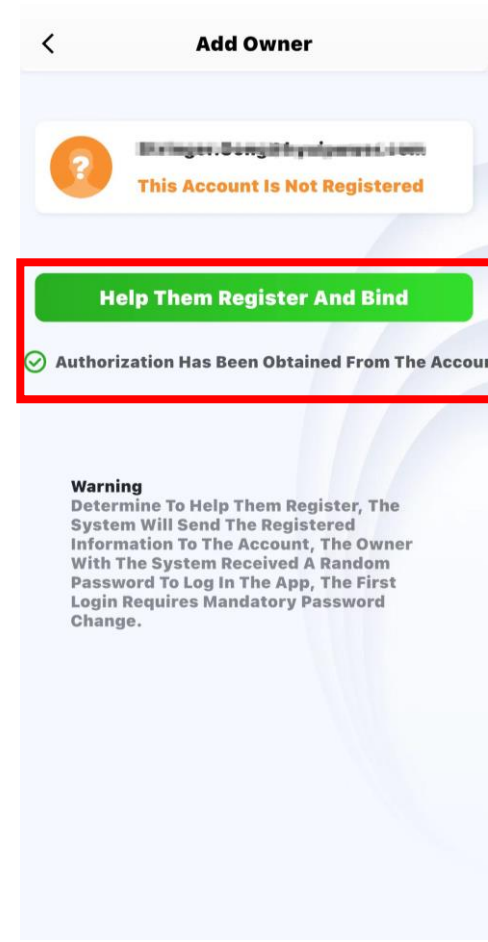 Add Owner
This Account Is Not Registered
Help Them Register And Bind
Authorization Has Been Obtained From The Accour
Warning
Determine To Help Them Register, The
System Will Send The Registered
Information To The Account, The Owner
With The System Received A Random
Password To Log In The App, The First
Login Requires Mandatory Password
Change.